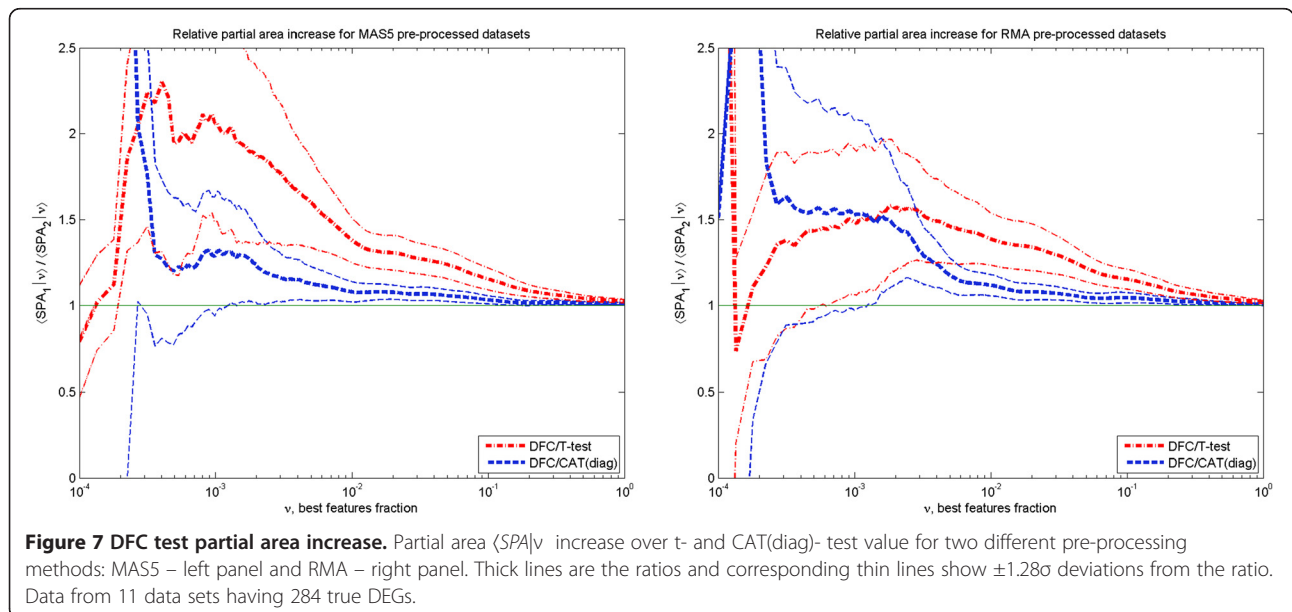 Relative partial area increase for MAS5 pre-processed datasets
2.5
2
1.5
1
0.5
0
⟨SPA₁|ν⟩ / ⟨SPA₂|ν⟩
10⁻⁴
10⁻³
10⁻²
10⁻¹
10⁰
ν, best features fraction
DFC/T-test
DFC/CAT(diag)
Relative partial area increase for RMA pre-processed datasets
2.5
2
1.5
1
0.5
0
⟨SPA₁|ν⟩ / ⟨SPA₂|ν⟩
10⁻⁴
10⁻³
10⁻²
10⁻¹
10⁰
ν, best features fraction
DFC/T-test
DFC/CAT(diag)
Figure 7 DFC test partial area increase. Partial area ⟨SPA|ν increase over t- and CAT(diag)- test value for two different pre-processing
methods: MAS5 – left panel and RMA – right panel. Thick lines are the ratios and corresponding thin lines show ±1.28σ deviations from the ratio.
Data from 11 data sets having 284 true DEGs.